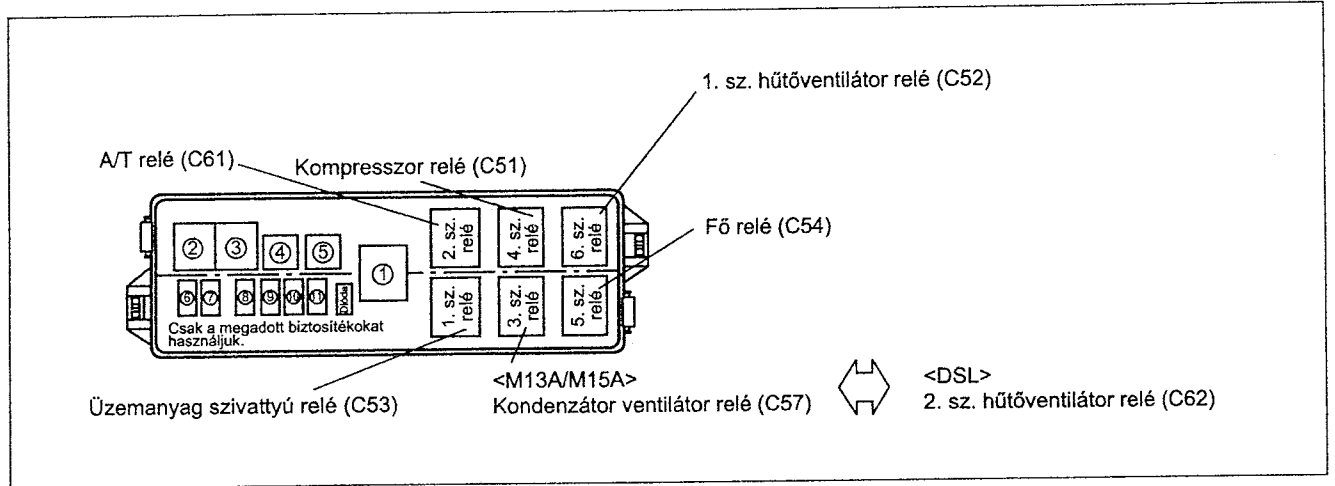 1. sz. hűtőventilátor relé (C52)
A/T relé (C61)
Kompresszor relé (C51)
Fő relé (C54)
② ③ ④ ⑤
①
2. sz.
relé
4. sz.
relé
6. sz.
relé
⑥ ⑦ ⑧ ⑨ ⑩ ⑪
Dióda
1. sz.
relé
3. sz.
relé
5. sz.
relé
Csak a megadott biztosítékokat
használjuk.
Üzemanyag szivattyú relé (C53)
<M13A/M15A>
Kondenzátor ventilátor relé (C57)
<DSL>
2. sz. hűtőventilátor relé (C62)